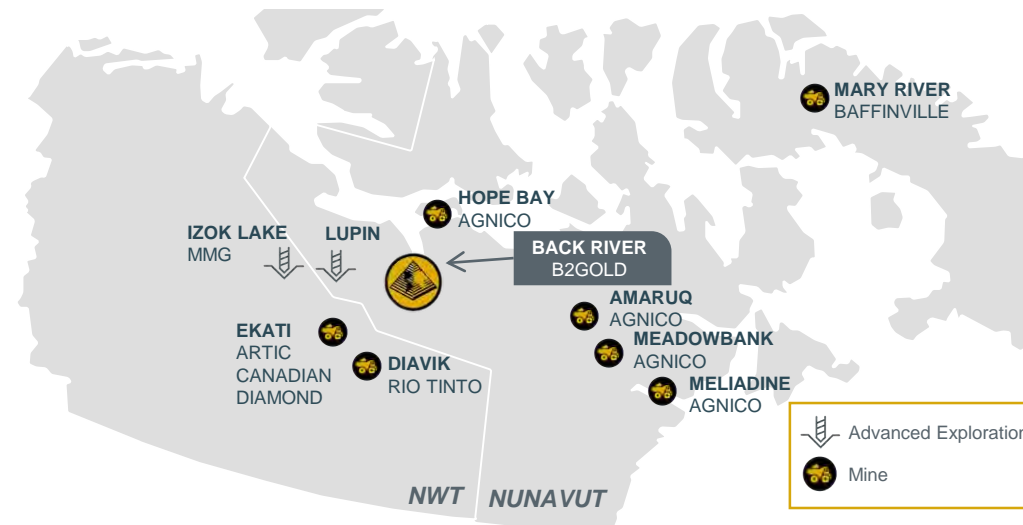 MARY RIVER
BAFFINVILLE
HOPE BAY
AGNICO
IZOK LAKE
MMG
LUPIN
BACK RIVER
B2GOLD
AMARUQ
AGNICO
MEADOWBANK
AGNICO
EKATI
ARTIC
CANADIAN
DIAMOND
DIAVIK
RIO TINTO
MELIADINE
AGNICO
Advanced Exploration
Mine
NWT
NUNAVUT